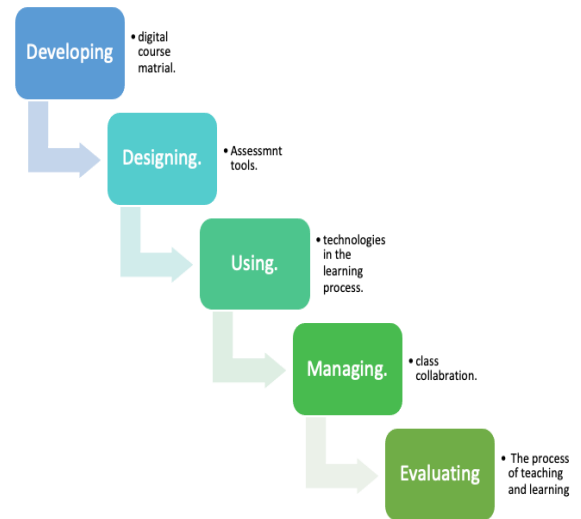 Developing
• digital
course
matrial.
Designing.
• Assessmnt
tools.
Using.
• technologies
in the
learning
process.
Managing.
• class
collabration.
Evaluating
• The process
of teaching
and learning